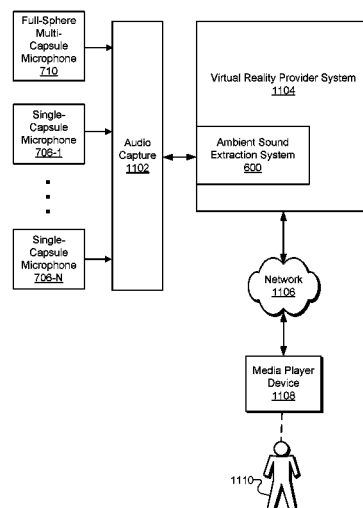 Full-Sphere
Multi-
Capsule
Microphone
710
Single-
Capsule
Microphone
706-1
Single-
Capsule
Microphone
706-N
Audio
Capture
1102
Virtual Reality Provider System
1104
Ambient Sound
Extraction System
600
Network
1106
Media Player
Device
1108
1110